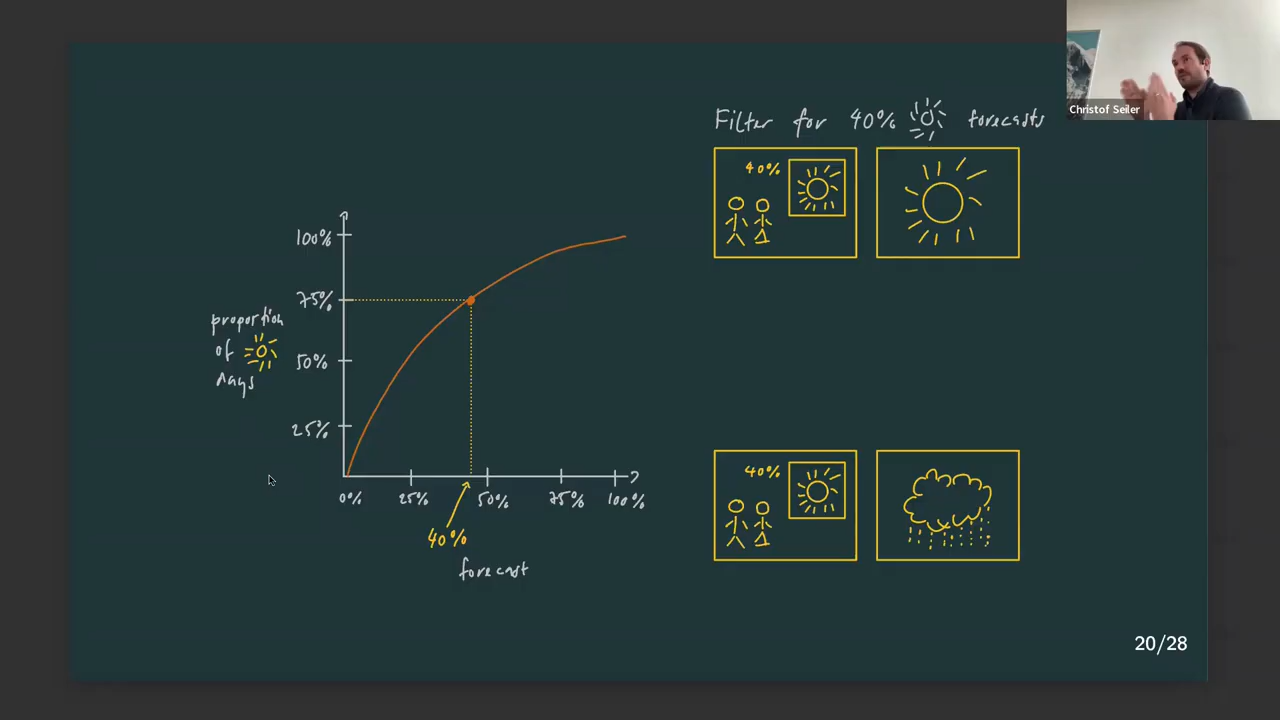 Christof Seiler
Filter for 40% forecasts
40%
100%
75%
proportion
of
days
50%
25%
0% 25% 50% 75% 100%
40%
forecast
40%
20/28